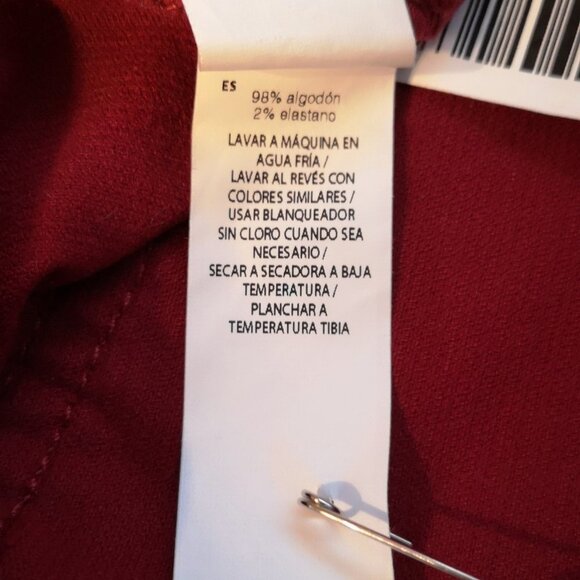 ES
98% algodón
2% elastano
LAVAR A MÁQUINA EN
AGUA FRÍA /
LAVAR AL REVÉS CON
COLORES SIMILARES /
USAR BLANQUEADOR
SIN CLORO CUANDO SEA
NECESARIO /
SECAR A SECADORA A BAJA
TEMPERATURA /
PLANCHAR A
TEMPERATURA TIBIA